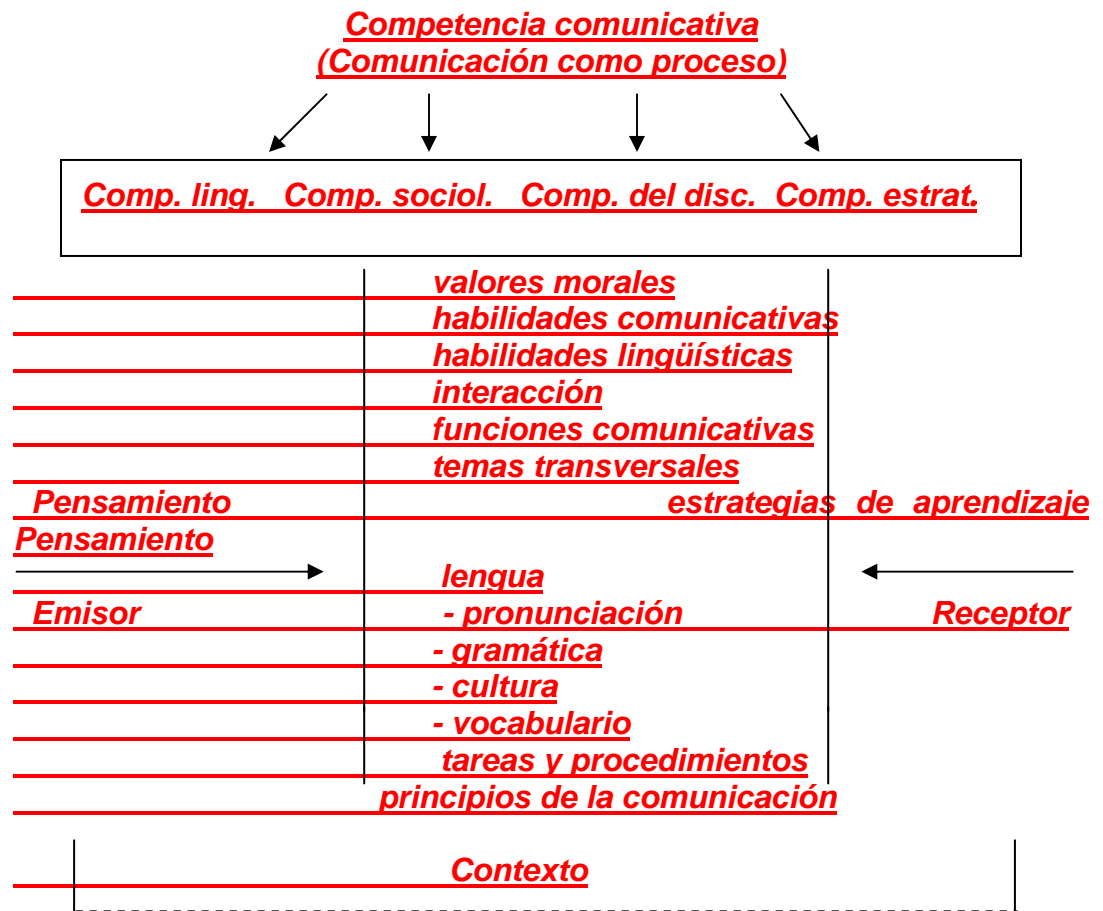 Competencia comunicativa
(Comunicación como proceso)
Comp. ling. Comp. sociol. Comp. del disc. Comp. estrat.
valores morales
habilidades comunicativas
habilidades lingüísticas
interacción
funciones comunicativas
temas transversales
Pensamiento estrategias de aprendizaje
Pensamiento
lengua
Emisor - pronunciación Receptor
- gramática
- cultura
- vocabulario
tareas y procedimientos
principios de la comunicación
Contexto